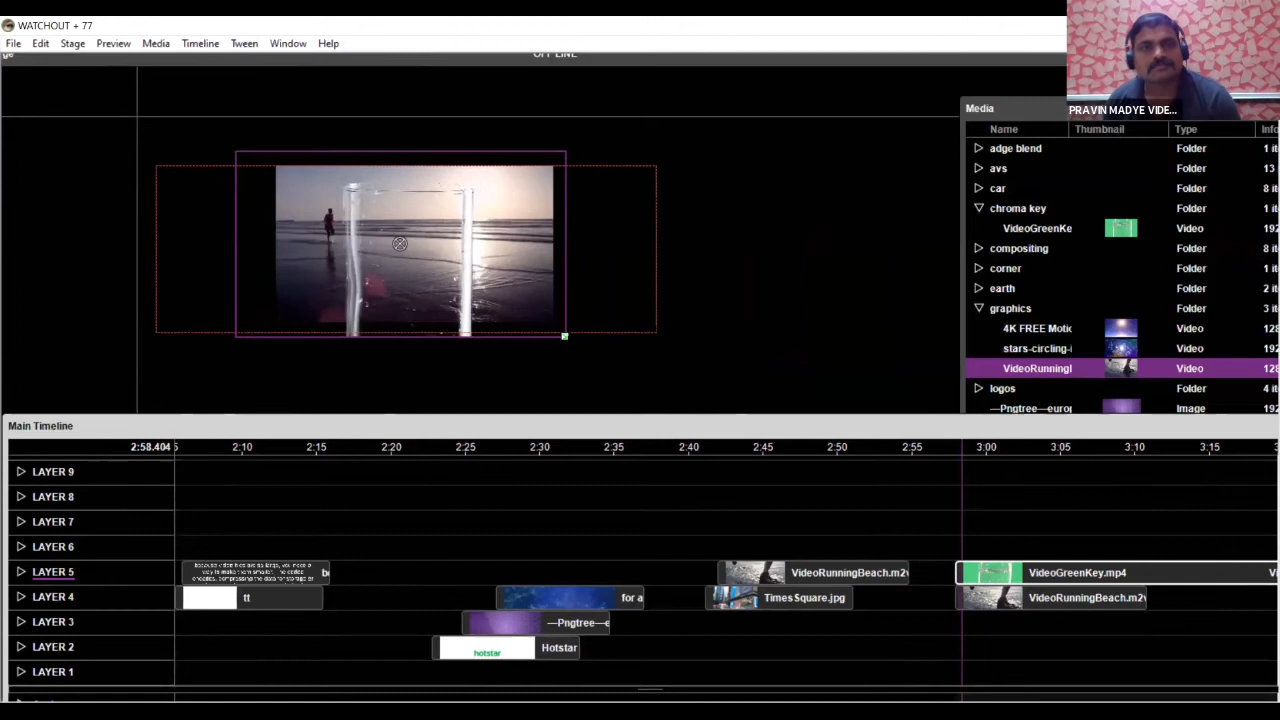 WATCHOUT + 77
File Edit Stage Preview Media Timeline Tween Window Help
PRAVIN MADYE VIDE...
Media
Name Thumbnail Type Info
adge blend Folder 1 it
avs Folder 13
car Folder 9 it
chroma key Folder 1 it
VideoGreenKe Video 192
compositing Folder 8 it
corner Folder 1 it
earth Folder 2 it
graphics Folder 3 it
4K FREE Motic Video 128
stars-circling-i Video 192
VideoRunningI Video 128
logos Folder 4 it
—Pngtree—euro Image 192
Main Timeline
2:58.404 5 2:10 2:15 2:20 2:25 2:30 2:35 2:40 2:45 2:50 2:55 3:00 3:05 3:10 3:15
LAYER 9
LAYER 8
LAYER 7
LAYER 6
LAYER 5 VideoRunningBeach.m2v VideoGreenKey.mp4
LAYER 4 tt for a TimesSquare.jpg VideoRunningBeach.m2v
LAYER 3 —Pngtree—e
LAYER 2 hotstar Hotstar
LAYER 1